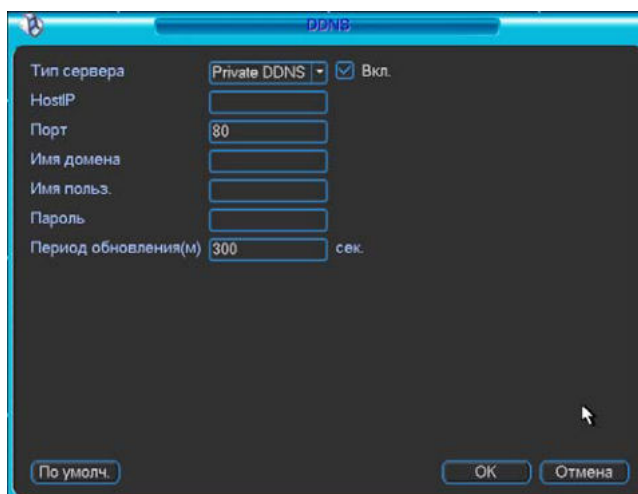 DDNS
Тип сервера Private DDNS Вкл.
HostIP
Порт 80
Имя домена
Имя польз.
Пароль
Период обновления(м) 300 сек.
По умолч. OK Отмена